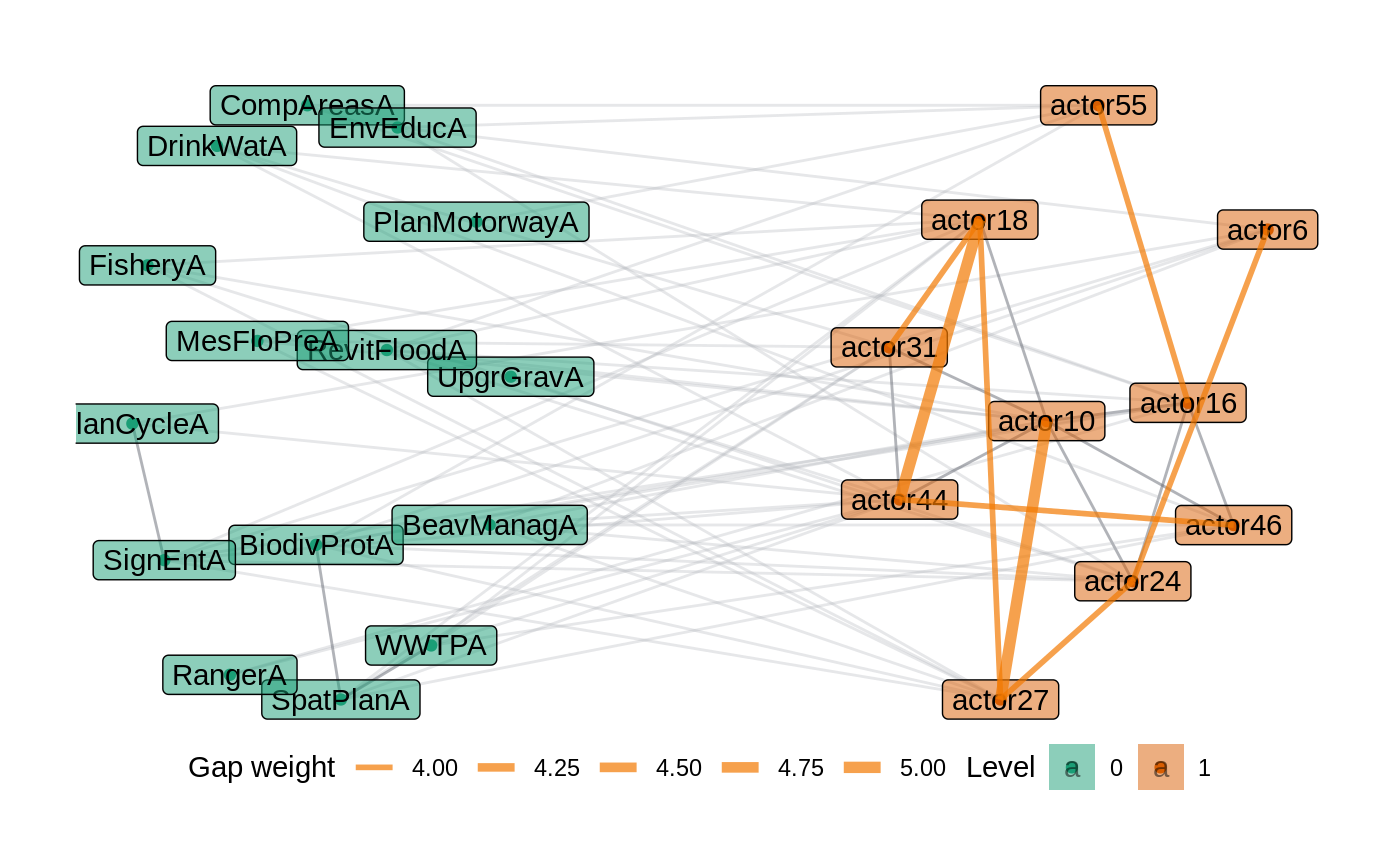 CompAreasA
actor55
EnvEducA
DrinkWatA
PlanMotorwayA
actor18
actor6
FisheryA
MesFloPreA
RevitFloodA
actor31
UpgrGravA
lanCycleA
actor16
actor10
actor44
BeavManagA
actor46
BiodivProtA
SignEntA
actor24
WWTPA
RangerA
SpatPlanA
actor27
Gap weight 4.00 4.25 4.50 4.75 5.00 Level a 0 a 1